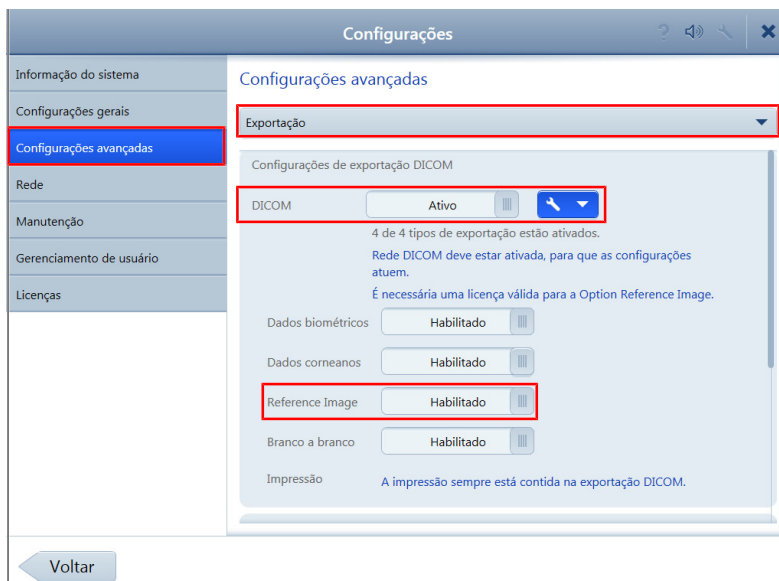 Configurações
Informação do sistema
Configurações gerais
Configurações avançadas
Rede
Manutenção
Gerenciamento de usuário
Licenças
Configurações avançadas
Exportação
Configurações de exportação DICOM
DICOM Ativo
4 de 4 tipos de exportação estão ativados.
Rede DICOM deve estar ativada, para que as configurações
atuem.
É necessária uma licença válida para a Option Reference Image.
Dados biométricos Habilitado
Dados corneanos Habilitado
Reference Image Habilitado
Branco a branco Habilitado
Impressão A impressão sempre está contida na exportação DICOM.
Voltar